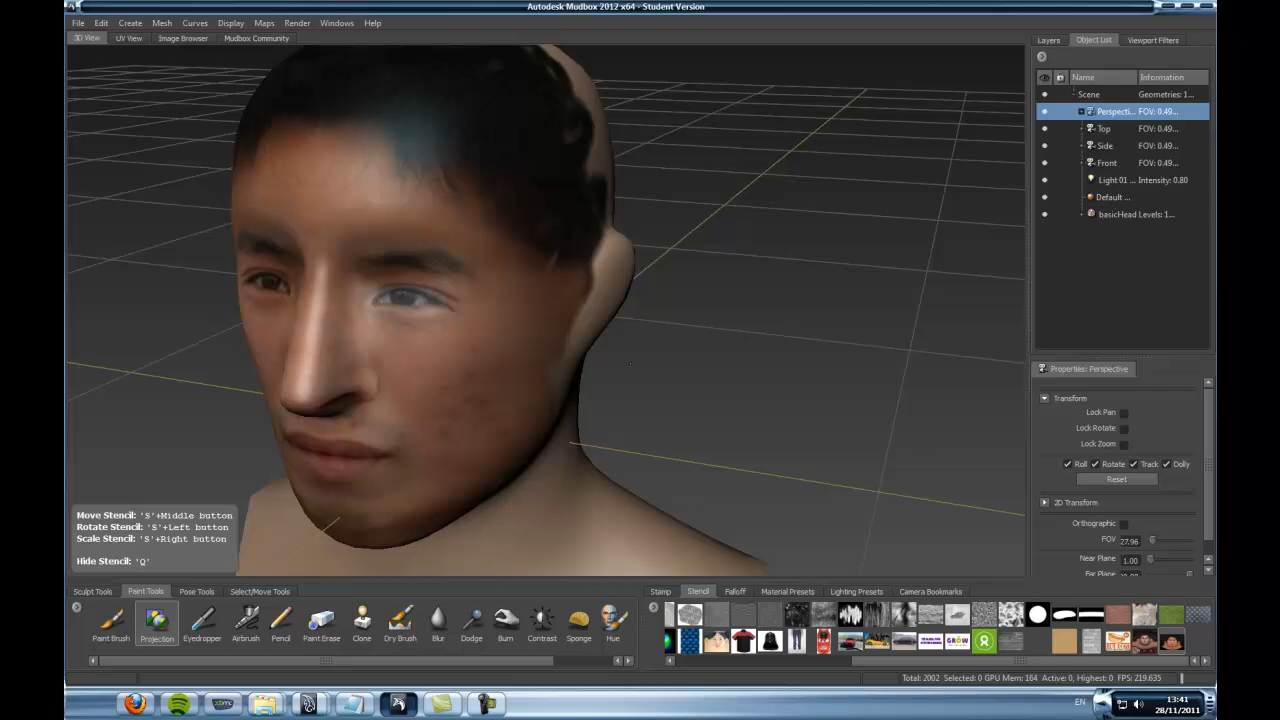 Autodesk Mudbox 2012 x64 - Student Version
File Edit Create Mesh Curves Display Maps Render Windows Help
3D View UV View Image Browser Mudbox Community
Layers Object List Viewport Filters
Name Information
Scene Geometries: 1...
Perspecti... FOV: 0.49...
Top FOV: 0.49...
Side FOV: 0.49...
Front FOV: 0.49...
Light 01 ... Intensity: 0.80
Default ...
basicHead Levels: 1...
Properties: Perspective
Transform
Lock Pan
Lock Rotate
Lock Zoom
Roll Rotate Track Dolly
Reset
2D Transform
Orthographic
FOV 27.96
Near Plane 1.00
Far Plane
Move Stencil: 'S'+Middle button
Rotate Stencil: 'S'+Left button
Scale Stencil: 'S'+Right button
Hide Stencil: 'Q'
Sculpt Tools Paint Tools Pose Tools Select/Move Tools
Stamp Stencil Falloff Material Presets Lighting Presets Camera Bookmarks
Paint Brush Projection Eyedropper Airbrush Pencil Paint Erase Clone Dry Brush Blur Dodge Burn Contrast Sponge Hue
GROW
Total: 2002 Selected: 0 GPU Mem: 164 Active: 0, Highest: 0 FPS: 219.635
EN
13:41
28/11/2011